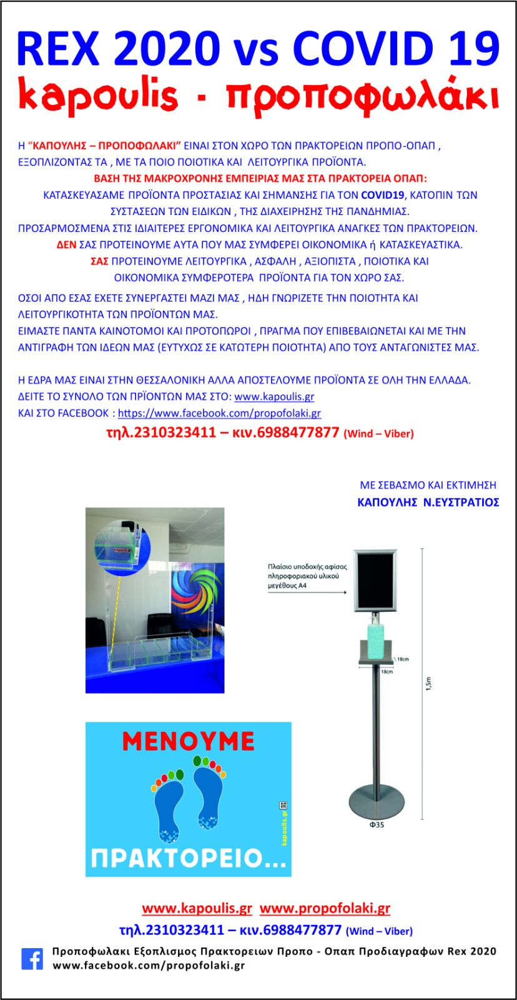 REX 2020 vs COVID 19
kapoulis - προποφωλάκι
Η “ΚΑΠΟΥΛΗΣ – ΠΡΟΠΟΦΩΛΑΚΙ” ΕΙΝΑΙ ΣΤΟΝ ΧΩΡΟ ΤΩΝ ΠΡΑΚΤΟΡΕΙΩΝ ΠΡΟΠΟ-ΟΠΑΠ ,
ΕΞΟΠΛΙΖΟΝΤΑΣ ΤΑ , ΜΕ ΤΑ ΠΟΙΟ ΠΟΙΟΤΙΚΑ ΚΑΙ ΛΕΙΤΟΥΡΓΙΚΑ ΠΡΟΪΟΝΤΑ.
ΒΑΣΗ ΤΗΣ ΜΑΚΡΟΧΡΟΝΗΣ ΕΜΠΕΙΡΙΑΣ ΜΑΣ ΣΤΑ ΠΡΑΚΤΟΡΕΙΑ ΟΠΑΠ:
ΚΑΤΑΣΚΕΥΑΣΑΜΕ ΠΡΟΪΟΝΤΑ ΠΡΟΣΤΑΣΙΑΣ ΚΑΙ ΣΗΜΑΝΣΗΣ ΓΙΑ ΤΟΝ COVID19, ΚΑΤΟΠΙΝ ΤΩΝ
ΣΥΣΤΑΣΕΩΝ ΤΩΝ ΕΙΔΙΚΩΝ , ΤΗΣ ΔΙΑΧΕΙΡΗΣΗΣ ΤΗΣ ΠΑΝΔΗΜΙΑΣ.
ΠΡΟΣΑΡΜΟΣΜΕΝΑ ΣΤΙΣ ΙΔΙΑΙΤΕΡΕΣ ΕΡΓΟΝΟΜΙΚΑ ΚΑΙ ΛΕΙΤΟΥΡΓΙΚΑ ΑΝΑΓΚΕΣ ΤΩΝ ΠΡΑΚΤΟΡΕΙΩΝ.
ΔΕΝ ΣΑΣ ΠΡΟΤΕΙΝΟΥΜΕ ΑΥΤΑ ΠΟΥ ΜΑΣ ΣΥΜΦΕΡΕΙ ΟΙΚΟΝΟΜΙΚΑ ή ΚΑΤΑΣΚΕΥΑΣΤΙΚΑ.
ΣΑΣ ΠΡΟΤΕΙΝΟΥΜΕ ΛΕΙΤΟΥΡΓΙΚΑ , ΑΣΦΑΛΗ , ΑΞΙΟΠΙΣΤΑ , ΠΟΙΟΤΙΚΑ ΚΑΙ
ΟΙΚΟΝΟΜΙΚΑ ΣΥΜΦΕΡΟΤΕΡΑ ΠΡΟΪΟΝΤΑ ΓΙΑ ΤΟΝ ΧΩΡΟ ΣΑΣ.
ΟΣΟΙ ΑΠΟ ΕΣΑΣ ΕΧΕΤΕ ΣΥΝΕΡΓΑΣΤΕΙ ΜΑΖΙ ΜΑΣ , ΗΔΗ ΓΝΩΡΙΖΕΤΕ ΤΗΝ ΠΟΙΟΤΗΤΑ ΚΑΙ
ΛΕΙΤΟΥΡΓΙΚΟΤΗΤΑ ΤΩΝ ΠΡΟΪΟΝΤΩΝ ΜΑΣ.
ΕΙΜΑΣΤΕ ΠΑΝΤΑ ΚΑΙΝΟΤΟΜΟΙ ΚΑΙ ΠΡΟΤΟΠΩΡΟΙ , ΠΡΑΓΜΑ ΠΟΥ ΕΠΙΒΕΒΑΙΩΝΕΤΑΙ ΚΑΙ ΜΕ ΤΗΝ
ΑΝΤΙΓΡΑΦΗ ΤΩΝ ΙΔΕΩΝ ΜΑΣ (ΕΥΤΥΧΩΣ ΣΕ ΚΑΤΩΤΕΡΗ ΠΟΙΟΤΗΤΑ) ΑΠΟ ΤΟΥΣ ΑΝΤΑΓΩΝΙΣΤΕΣ ΜΑΣ.
Η ΕΔΡΑ ΜΑΣ ΕΙΝΑΙ ΣΤΗΝ ΘΕΣΣΑΛΟΝΙΚΗ ΑΛΛΑ ΑΠΟΣΤΕΛΟΥΜΕ ΠΡΟΪΟΝΤΑ ΣΕ ΟΛΗ ΤΗΝ ΕΛΛΑΔΑ.
ΔΕΙΤΕ ΤΟ ΣΥΝΟΛΟ ΤΩΝ ΠΡΪΟΝΤΩΝ ΜΑΣ ΣΤΟ: www.kapoulis.gr
ΚΑΙ ΣΤΟ FACEBOOK : https://www.facebook.com/propofolaki.gr
τηλ.2310323411 – κιν.6988477877 (Wind – Viber)
ΜΕ ΣΕΒΑΣΜΟ ΚΑΙ ΕΚΤΙΜΗΣΗ
ΚΑΠΟΥΛΗΣ Ν.ΕΥΣΤΡΑΤΙΟΣ
Πλαίσιο υποδοχής αφίσας
πληροφοριακού υλικού
μεγέθους Α4
18cm
18cm
1,5m
Φ35
ΜΕΝΟΥΜΕ
kapoulis.gr
ΠΡΑΚΤΟΡΕΙΟ...
www.kapoulis.gr www.propofolaki.gr
τηλ.2310323411 – κιν.6988477877 (Wind – Viber)
Προποφωλακι Εξοπλισμος Πρακτορειων Προπο - Οπαπ Προδιαγραφων Rex 2020
www.facebook.com/propofolaki.gr